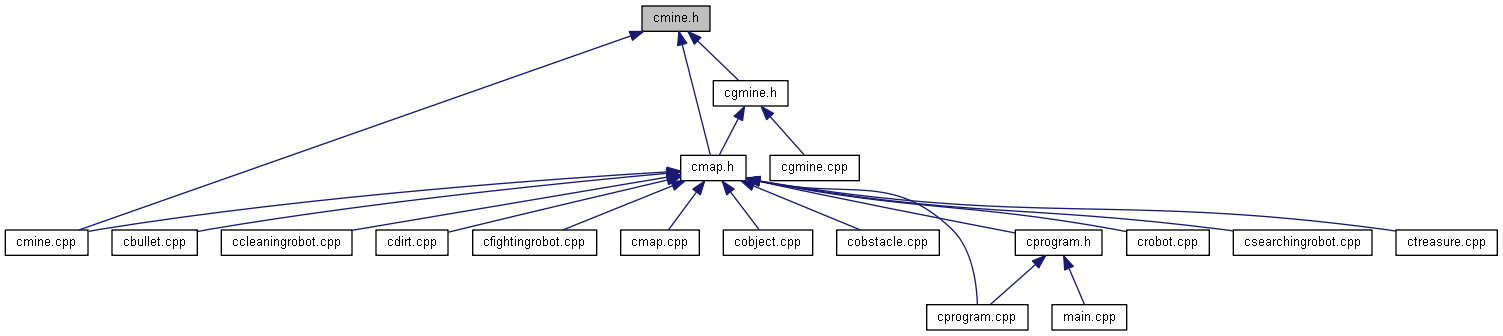 cmine.h
cgmine.h
cmap.h
cgmine.cpp
cmine.cpp
cbullet.cpp
ccleaningrobot.cpp
cdirt.cpp
cfightingrobot.cpp
cmap.cpp
cobject.cpp
cobstacle.cpp
cprogram.h
crobot.cpp
csearchingrobot.cpp
ctreasure.cpp
cprogram.cpp
main.cpp